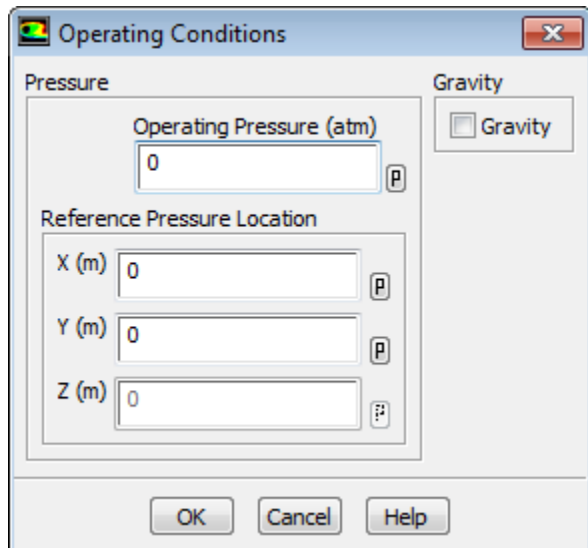 Operating Conditions
Pressure
Gravity
Operating Pressure (atm)
Gravity
0
P
Reference Pressure Location
X (m) 0
P
Y (m) 0
P
Z (m) 0
P
OK Cancel Help